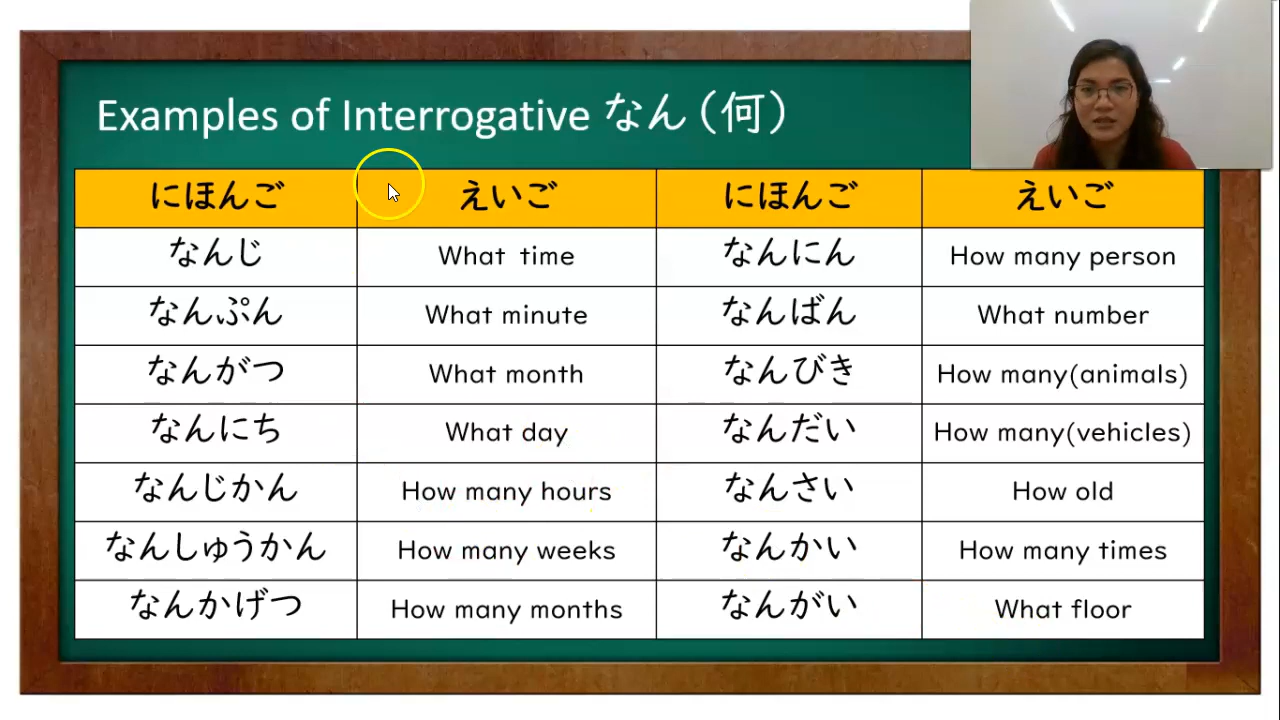 Examples of Interrogative なん（何）
にほんご えいご にほんご えいご
なんじ What time なんにん How many person
なんぷん What minute なんばん What number
なんがつ What month なんびき How many(animals)
なんにち What day なんだい How many(vehicles)
なんじかん How many hours なんさい How old
なんしゅうかん How many weeks なんかい How many times
なんかげつ How many months なんがい What floor